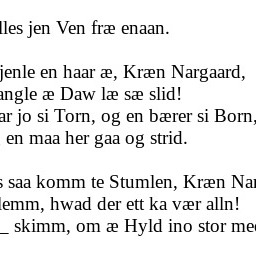 lles jen Ven fræ enaan.
jenle en haar æ, Kræn Nargaard,
angle æ Daw læ sæ slid!
ar jo si Torn, og en bærer si Born,
en maa her gaa og strid.
s saa komm te Stumlen, Kræn Nar
lemm, hwad der ett ka vær alln!
_ skimm, om æ Hyld ino stor me